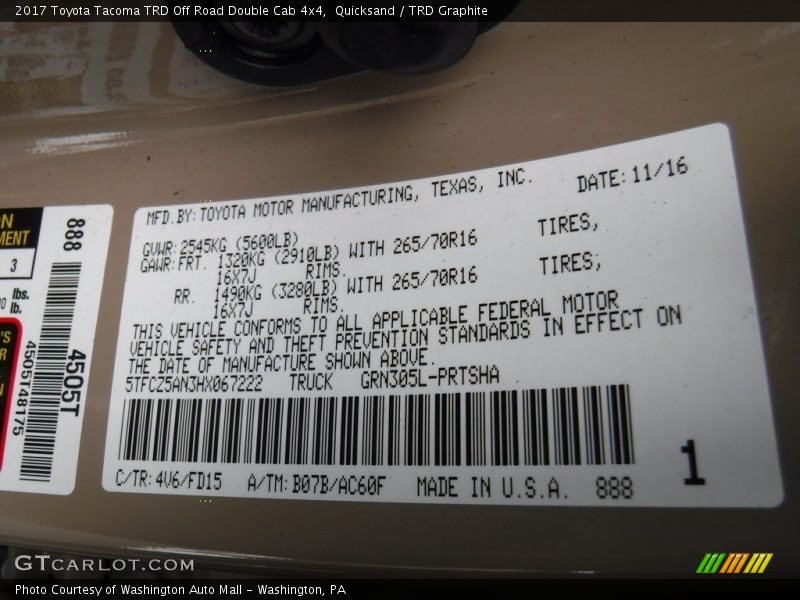 2017 Toyota Tacoma TRD Off Road Double Cab 4x4,  Quicksand / TRD Graphite
MFD.BY:TOYOTA MOTOR MANUFACTURING, TEXAS, INC. DATE:11/16
GVWR:2545KG (5600LB)
GAWR:FRT. 1320KG (2910LB) WITH 265/70R16 TIRES,
16X7J RIMS.
RR. 1490KG (3280LB) WITH 265/70R16 TIRES,
16X7J RIMS.
THIS VEHICLE CONFORMS TO ALL APPLICABLE FEDERAL MOTOR
VEHICLE SAFETY AND THEFT PREVENTION STANDARDS IN EFFECT ON
THE DATE OF MANUFACTURE SHOWN ABOVE.
5TFCZ5AN3HX067222 TRUCK GRN305L-PRTSHA
C/TR:4V6/FD15 A/TM:B07B/AC60F MADE IN U.S.A. 888
1
888
4505T
4505T48175
3
lbs.
lb.
GTCARLOT.COM
Photo Courtesy of Washington Auto Mall - Washington, PA